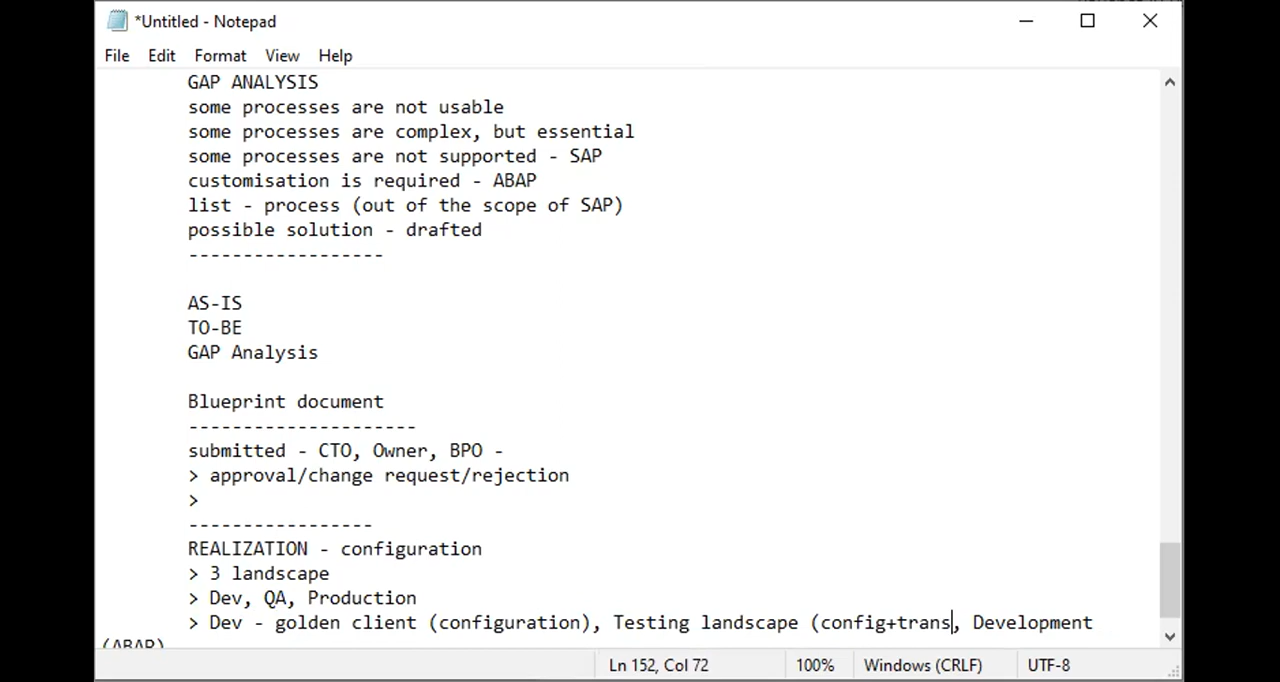 *Untitled - Notepad
File Edit Format View Help
GAP ANALYSIS
some processes are not usable
some processes are complex, but essential
some processes are not supported - SAP
customisation is required - ABAP
list - process (out of the scope of SAP)
possible solution - drafted
------------------
AS-IS
TO-BE
GAP Analysis
Blueprint document
---------------------
submitted - CTO, Owner, BPO -
> approval/change request/rejection
>
-----------------
REALIZATION - configuration
> 3 landscape
> Dev, QA, Production
> Dev - golden client (configuration), Testing landscape (config+trans, Development
(ABAP)
Ln 152, Col 72 100% Windows (CRLF) UTF-8